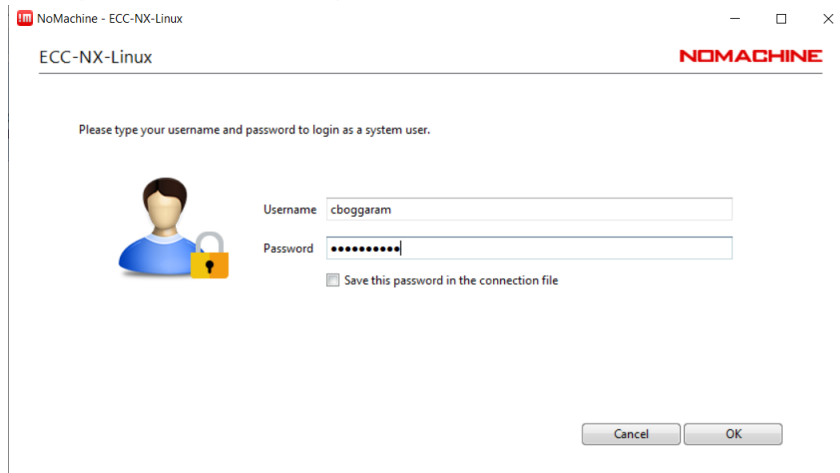 !m NoMachine - ECC-NX-Linux
ECC-NX-Linux NOMACHINE
Please type your username and password to login as a system user.
Username cboggaram
Password ••••••••••
Save this password in the connection file
Cancel OK